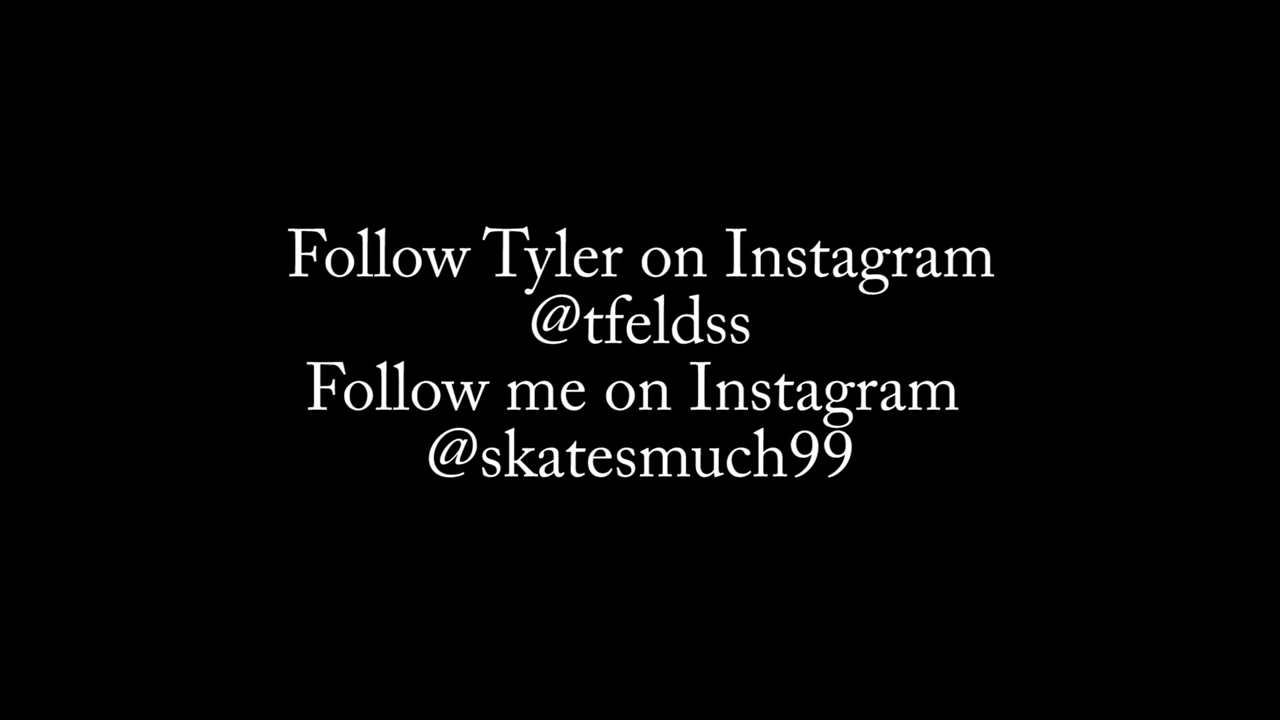 Follow Tyler on Instagram
@tfeldss
Follow me on Instagram
@skatesmuch99